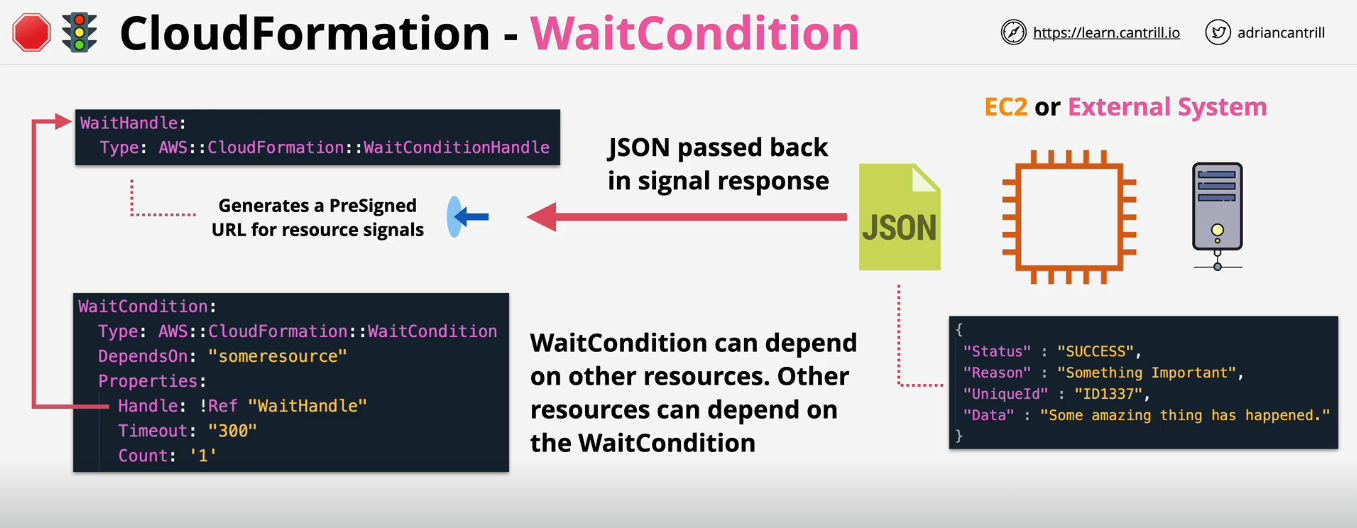 CloudFormation - WaitCondition
https://learn.cantrill.io
adriancantrill
WaitHandle:
Type: AWS::CloudFormation::WaitConditionHandle
Generates a PreSigned
URL for resource signals
JSON passed back
in signal response
EC2 or External System
JSON
WaitCondition:
Type: AWS::CloudFormation::WaitCondition
DependsOn: "someresource"
Properties:
Handle: !Ref "WaitHandle"
Timeout: "300"
Count: '1'
WaitCondition can depend
on other resources. Other
resources can depend on
the WaitCondition
{
"Status" : "SUCCESS",
"Reason" : "Something Important",
"UniqueId" : "ID1337",
"Data" : "Some amazing thing has happened."
}